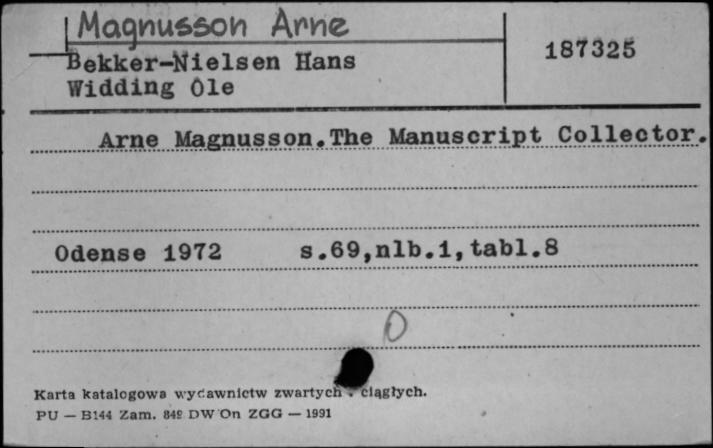 Magnusson Arne
Bekker-Nielsen Hans
Widding Ole
187325
Arne Magnusson.The Manuscript Collector.
Odense 1972 s.69,nlb.1,tabl.8
0
Karta katalogowa wydawnictw zwartych ciągłych.
PU — B144 Zam. 849 DW On ZGG — 1991